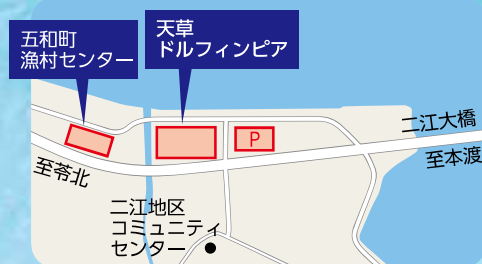 五和町
漁村センター
天草
ドルフィンピア
P
二江大橋
至本渡
至苓北
二江地区
コミュニティ
センター